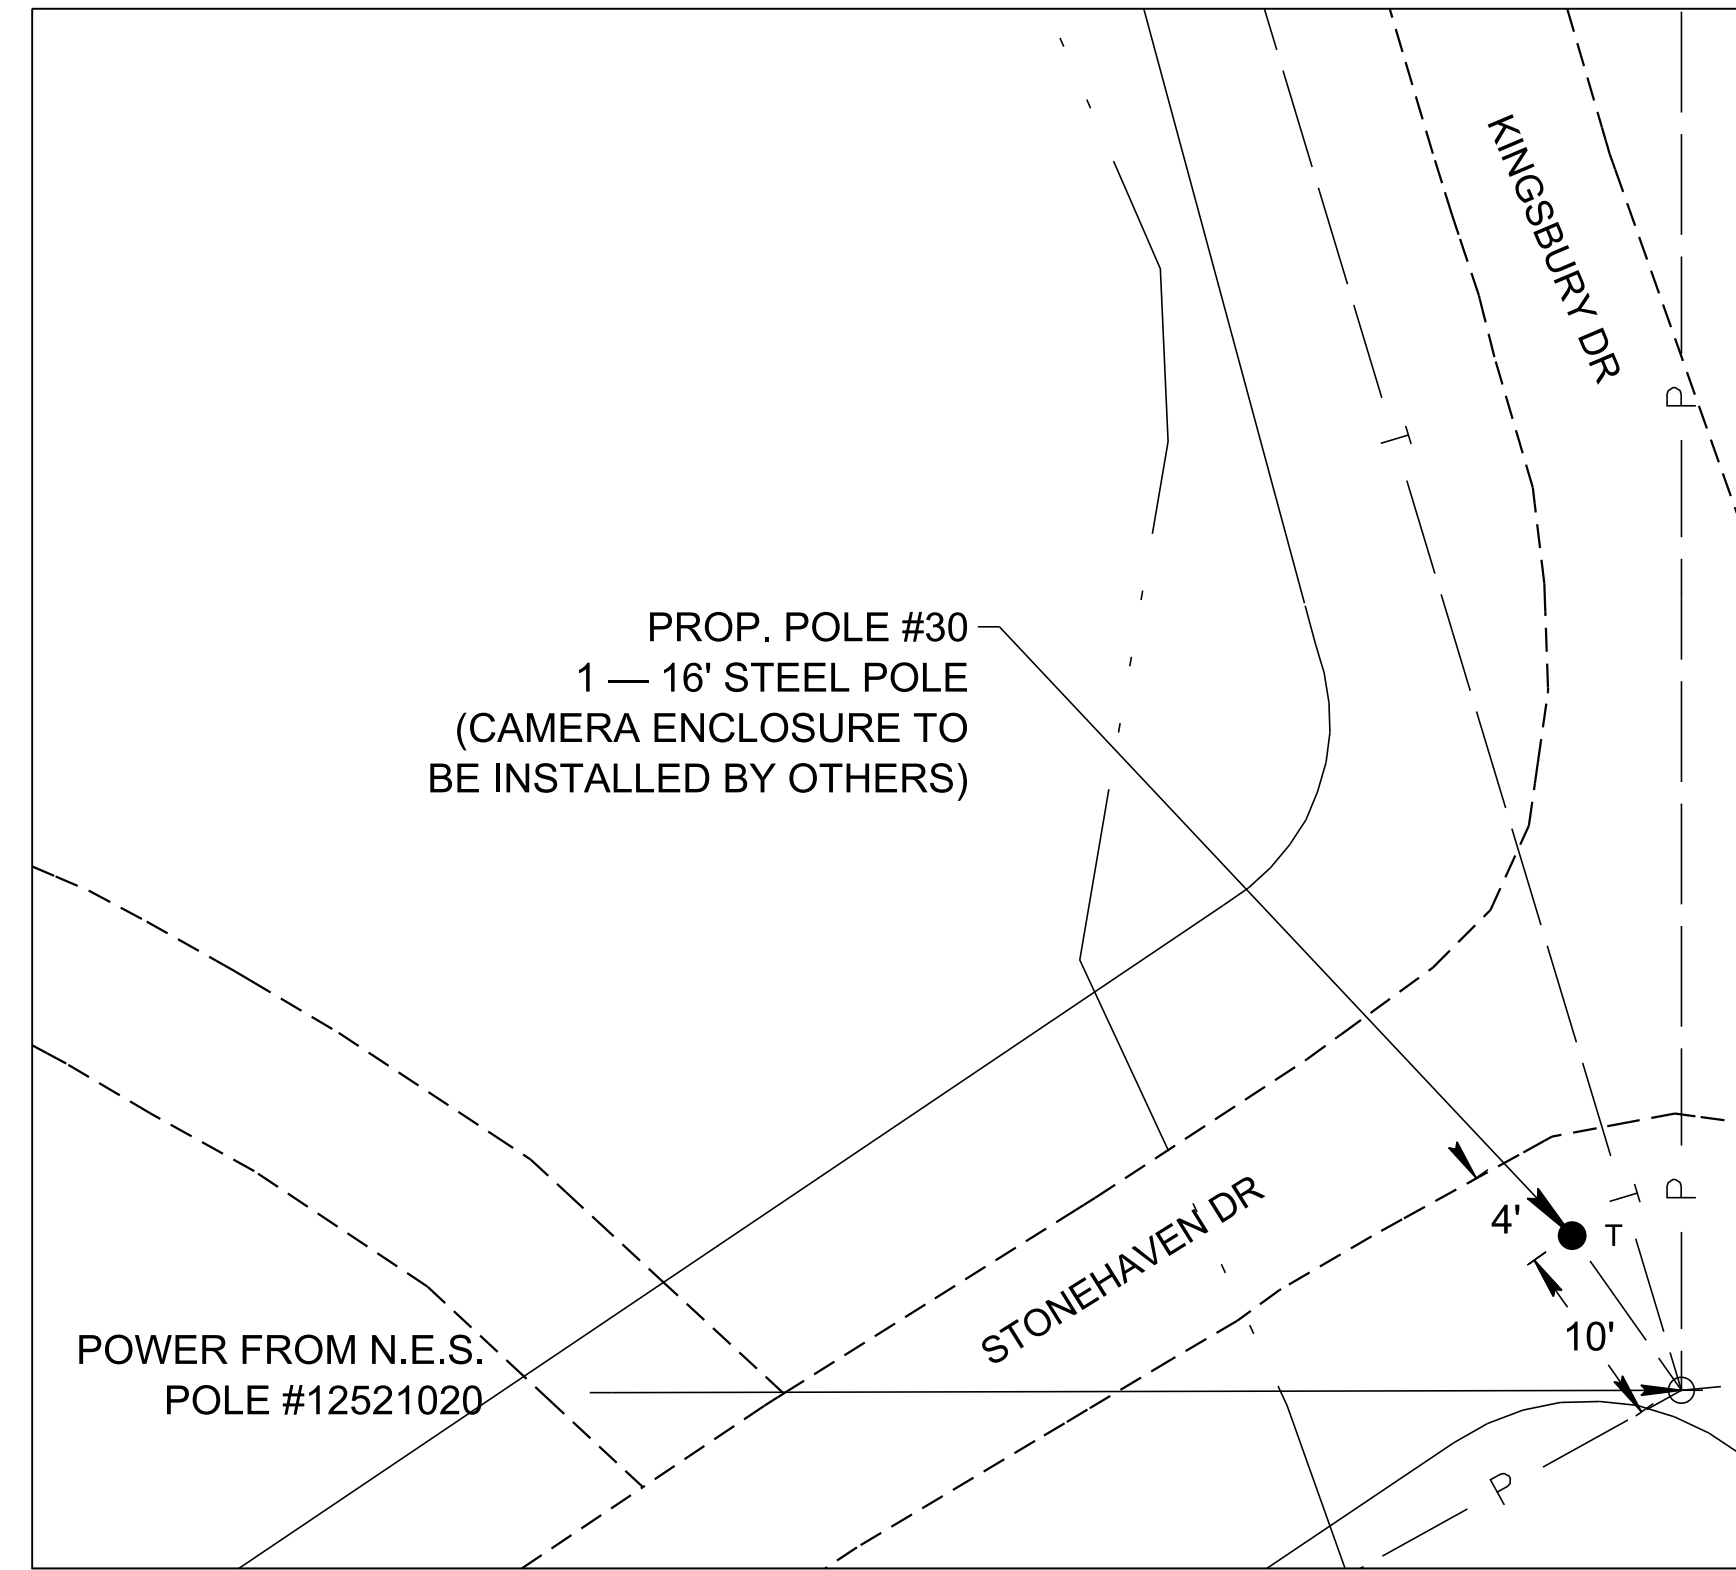 KINGSBURY DR
P
T
PROP. POLE #30
1 — 16' STEEL POLE
(CAMERA ENCLOSURE TO
BE INSTALLED BY OTHERS)
STONEHAVEN DR
T
P
4'
T
10'
POWER FROM N.E.S.
POLE #12521020
P